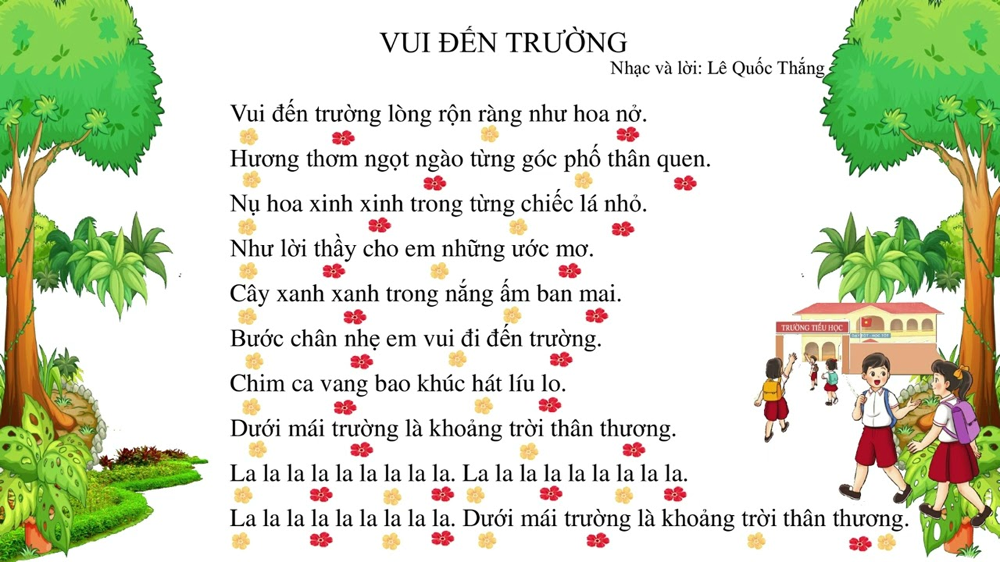 VUI ĐẾN TRƯỜNG
Nhạc và lời: Lê Quốc Thắng
Vui đến trường lòng rộn ràng như hoa nở.
Hương thơm ngọt ngào từng góc phố thân quen.
Nụ hoa xinh xinh trong từng chiếc lá nhỏ.
Như lời thầy cho em những ước mơ.
Cây xanh xanh trong nắng ấm ban mai.
Bước chân nhẹ em vui đi đến trường.
Chim ca vang bao khúc hát líu lo.
Dưới mái trường là khoảng trời thân thương.
La la la la la la la la la. La la la la la la la la la.
La la la la la la la la la. Dưới mái trường là khoảng trời thân thương.
TRƯỜNG TIỂU HỌC
DẠY TỐT - HỌC TỐT